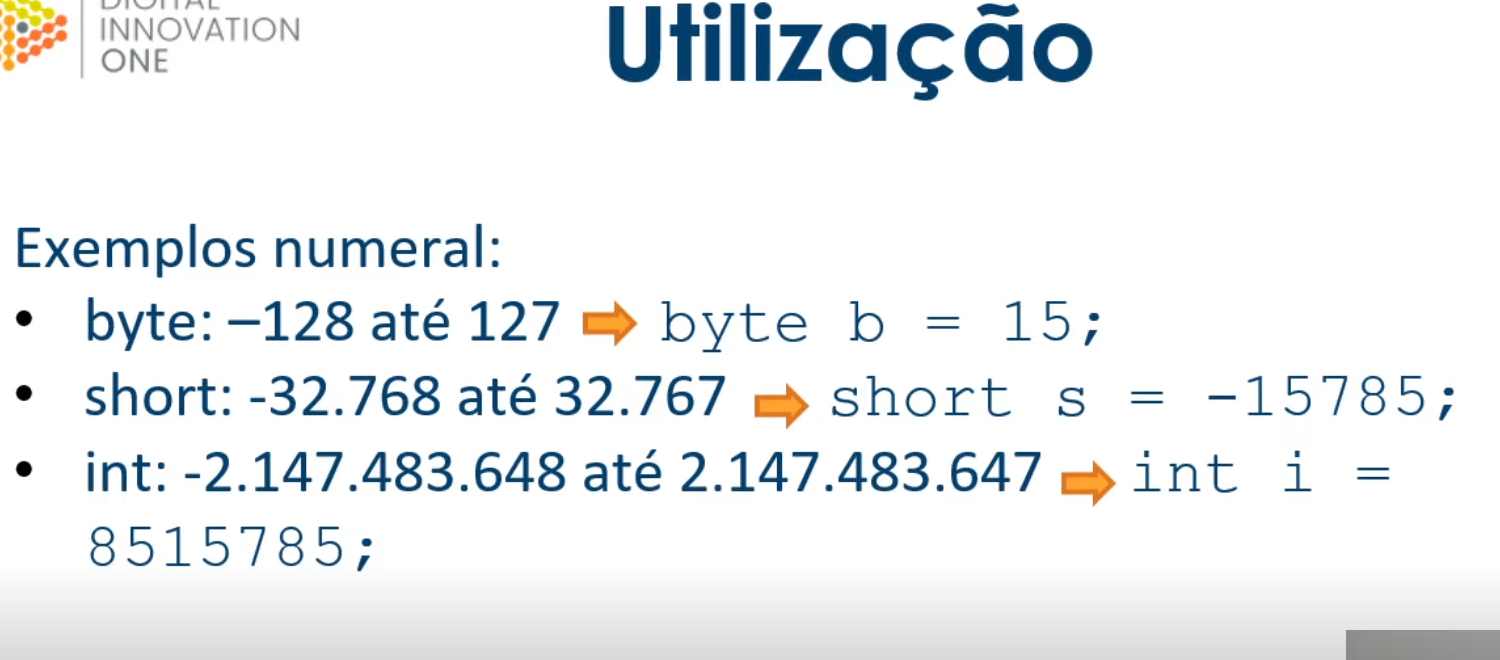 DIGITAL
INNOVATION
ONE
Utilização
Exemplos numeral:
• byte: –128 até 127 byte b = 15;
• short: -32.768 até 32.767 short s = -15785;
• int: -2.147.483.648 até 2.147.483.647 int i =
8515785;